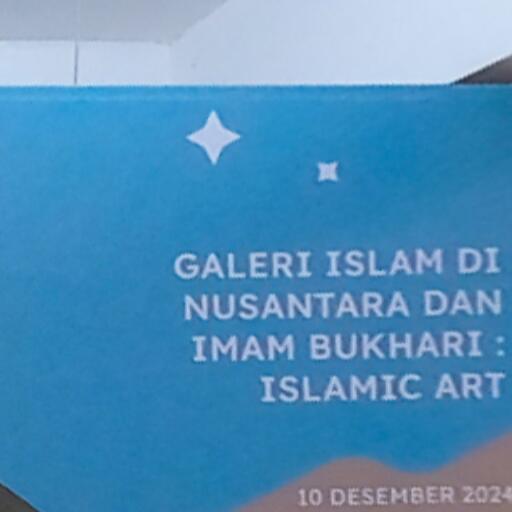 GALERI ISLAM DI
NUSANTARA DAN
IMAM BUKHARI :
ISLAMIC ART
10 DESEMBER 2024